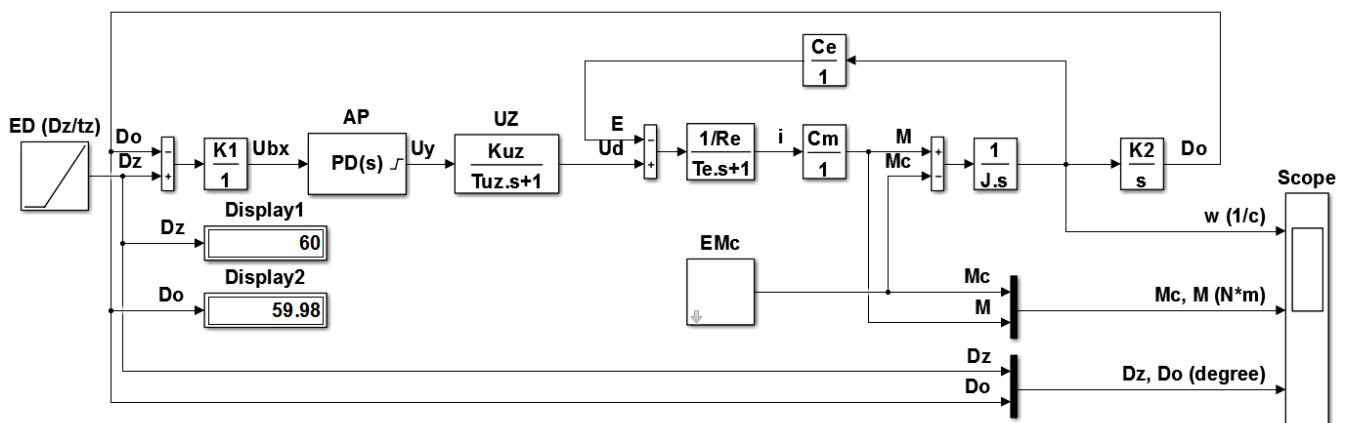 Ce
1
ED (Dz/tz)
Do
Dz
K1
1
Ubx
AP
PD(s)
Uy
UZ
Kuz
Tuz.s+1
E
Ud
1/Re
Te.s+1
i
Cm
1
M
Mc
1
J.s
K2
s
Do
Scope
Display1
Dz
60
Display2
Do
59.98
EMc
w (1/c)
Mc
M
Mc, M (N*m)
Dz
Do
Dz, Do (degree)